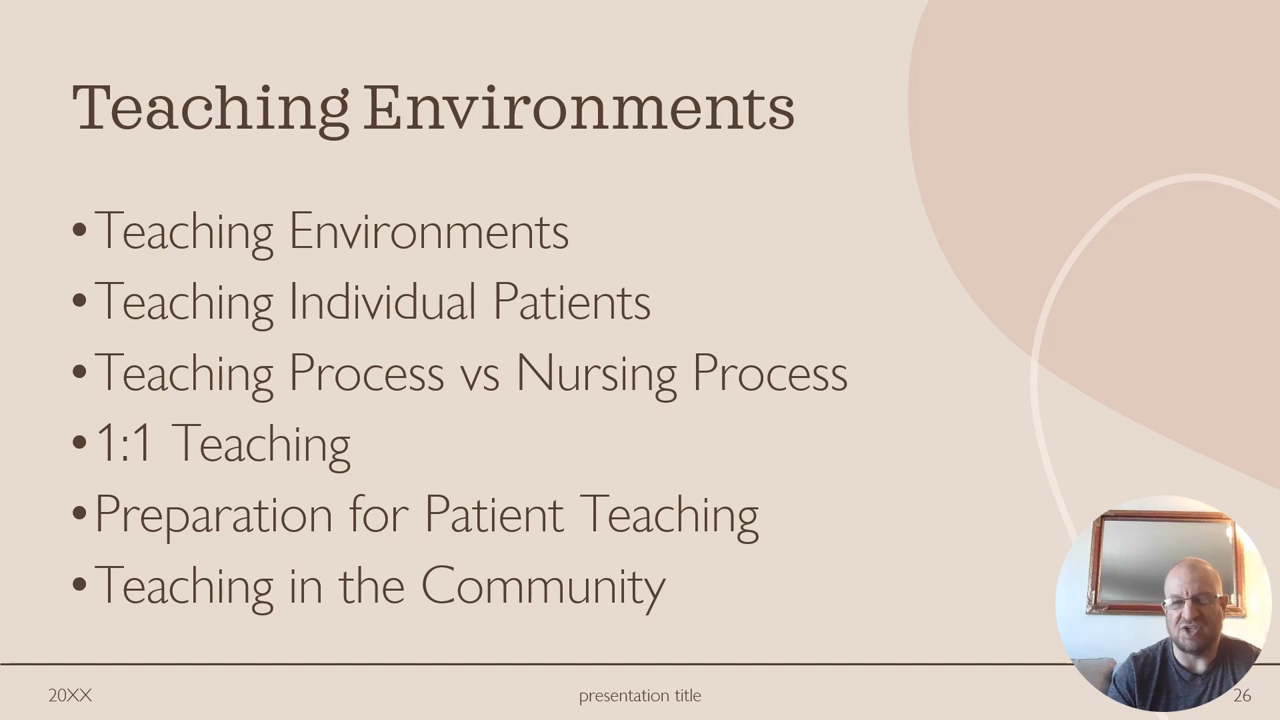 Teaching Environments
• Teaching Environments
• Teaching Individual Patients
• Teaching Process vs Nursing Process
• 1:1 Teaching
• Preparation for Patient Teaching
• Teaching in the Community
20XX
presentation title
26